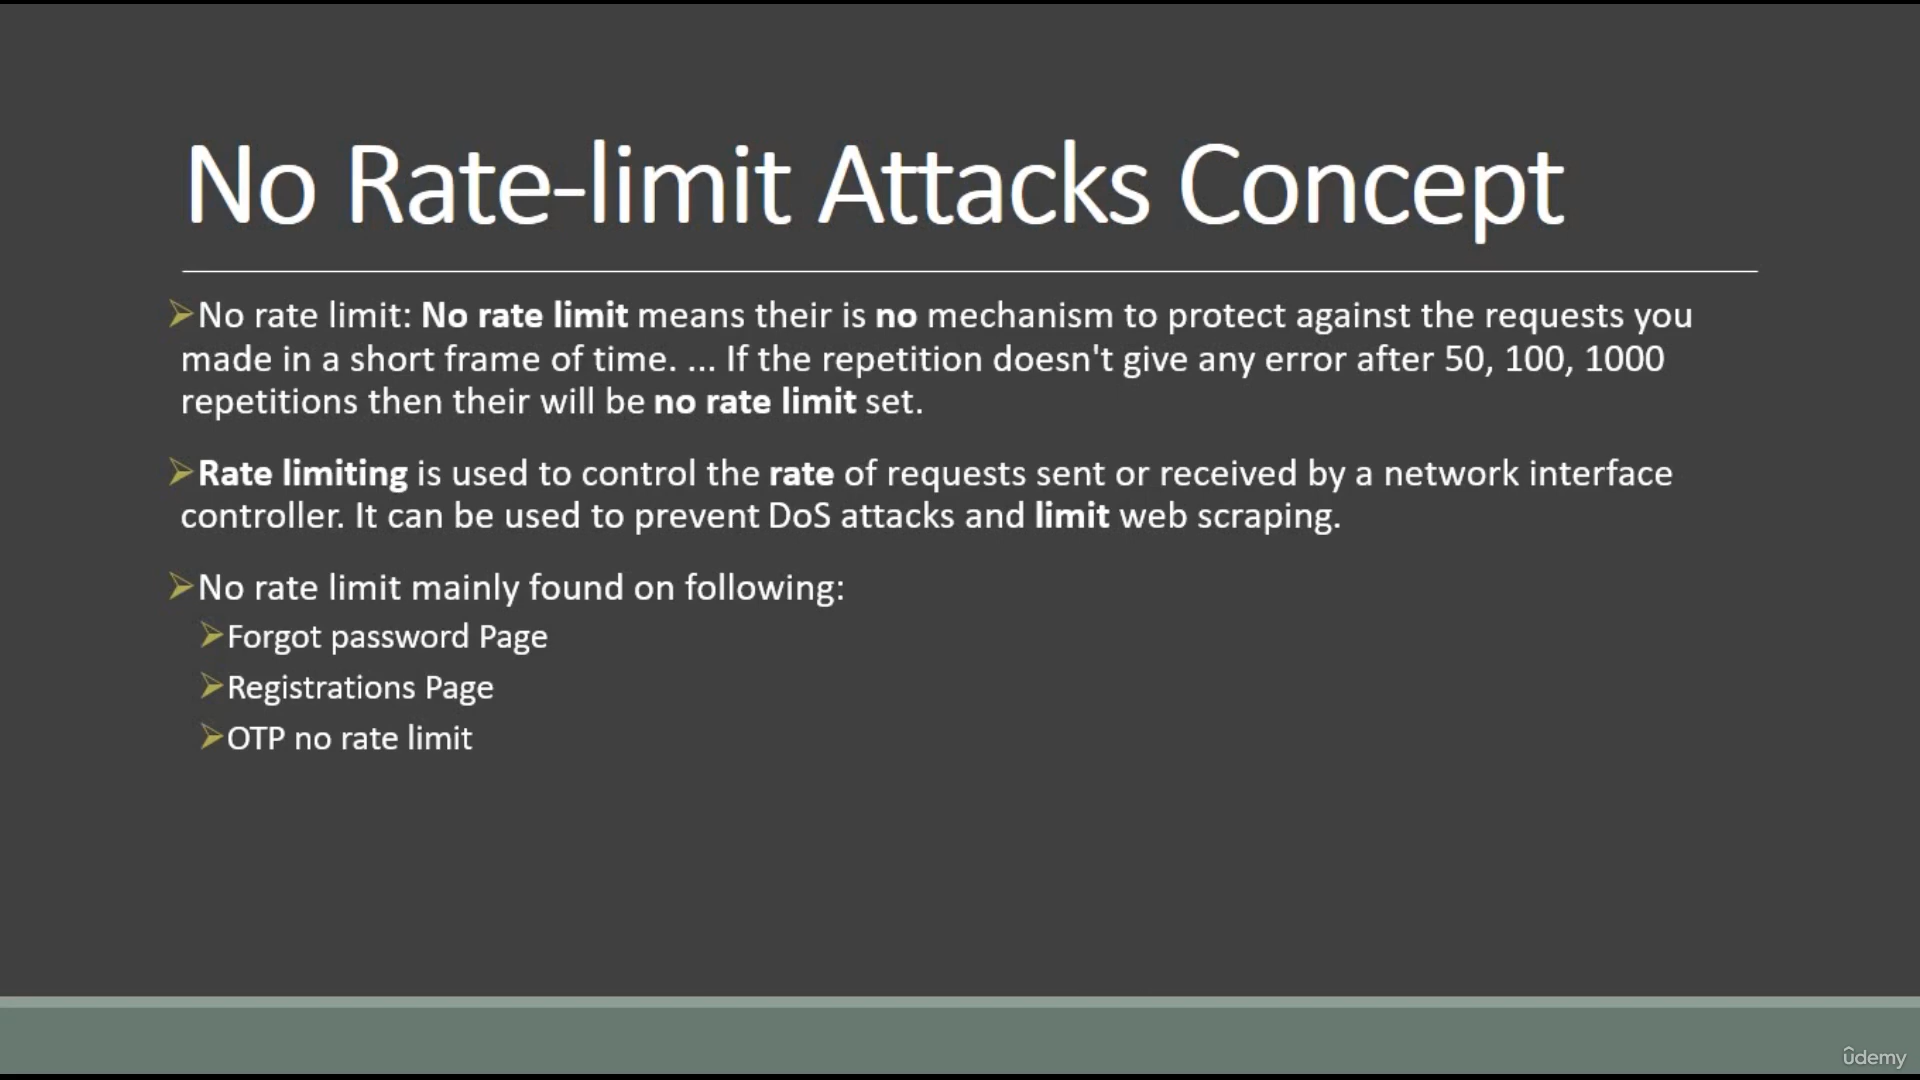 No Rate-limit Attacks Concept
➢No rate limit: No rate limit means their is no mechanism to protect against the requests you
made in a short frame of time. ... If the repetition doesn't give any error after 50, 100, 1000
repetitions then their will be no rate limit set.
➢Rate limiting is used to control the rate of requests sent or received by a network interface
controller. It can be used to prevent DoS attacks and limit web scraping.
➢No rate limit mainly found on following:
➢Forgot password Page
➢Registrations Page
➢OTP no rate limit
ûdemy